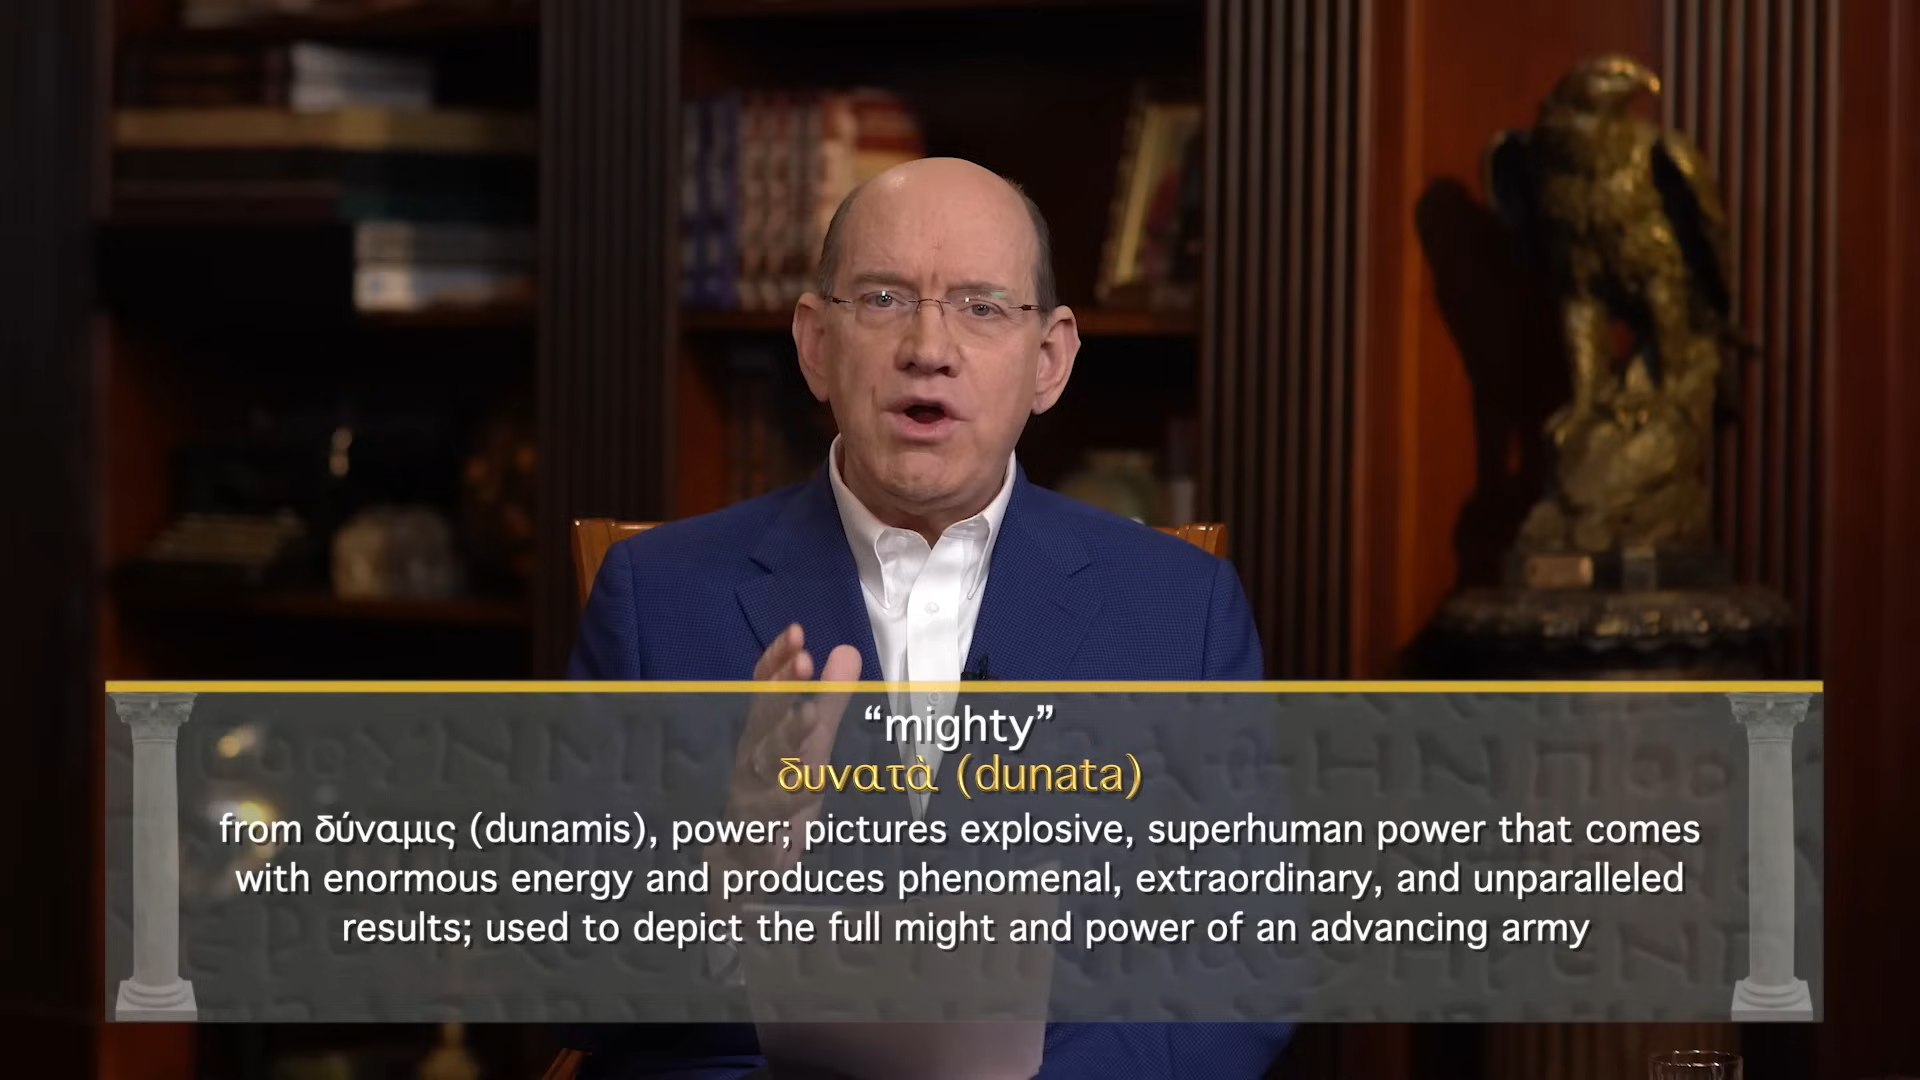 “mighty”
δυνατὰ (dunata)
from δύναμις (dunamis), power; pictures explosive, superhuman power that comes
with enormous energy and produces phenomenal, extraordinary, and unparalleled
results; used to depict the full might and power of an advancing army